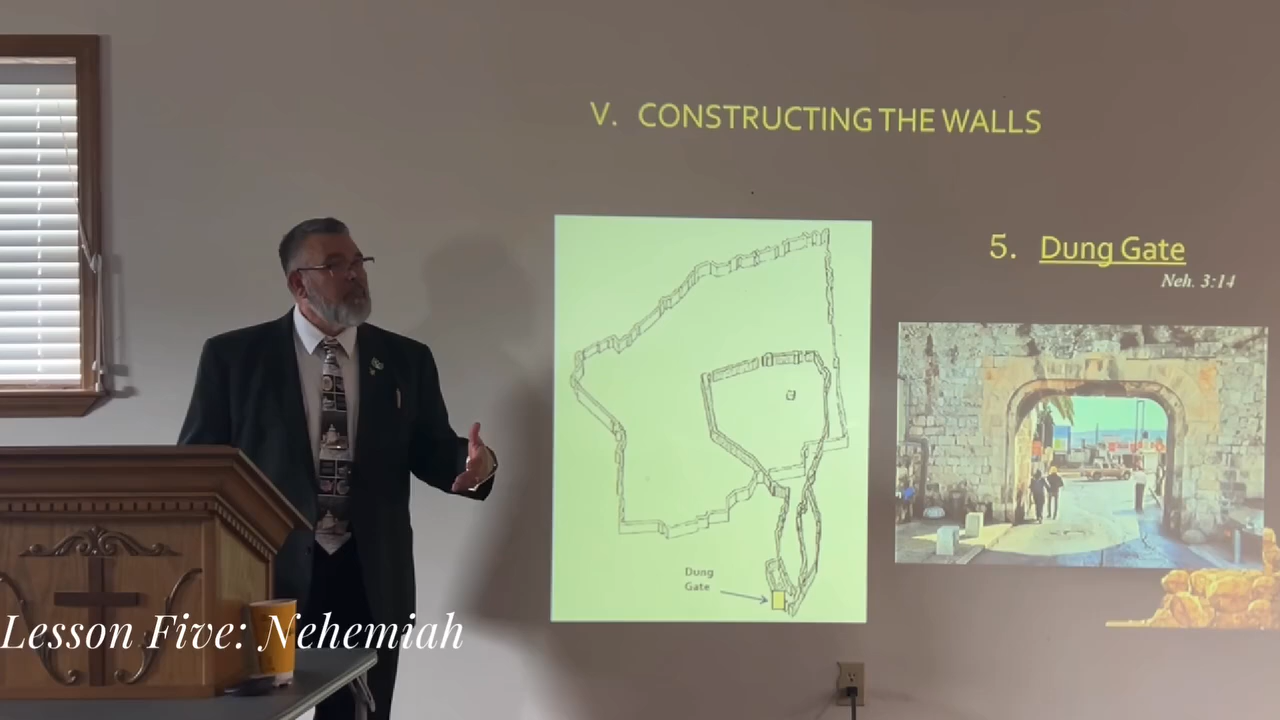 V. CONSTRUCTING THE WALLS
5. Dung Gate
Neh. 3:14
Dung
Gate
Lesson Five: Nehemiah